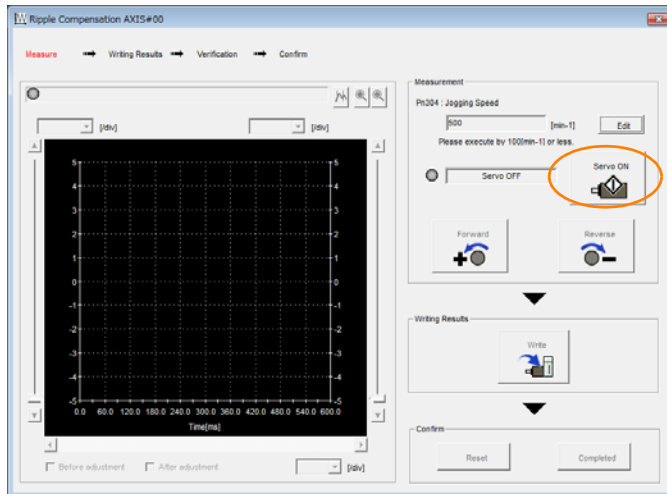 Ripple Compensation AXIS#00
Measure Writing Results Verification Confirm
[/div] [/div]
5 5
4
3 3
2 2
1 1
0 0
-1 -1
-2 -2
-3 -3
-4 -4
-5 -5
0.0 60.0 120.0 180.0 240.0 300.0 360.0 420.0 480.0 540.0 600.0
Time[ms]
Before adjustment After adjustment [/div]
Measurement
Pn304 : Jogging Speed
500 [min-1] Edit
Please execute by 100[min-1] or less.
Servo OFF Servo ON
Forward Reverse
Writing Results
Write
Confirm
Reset Completed